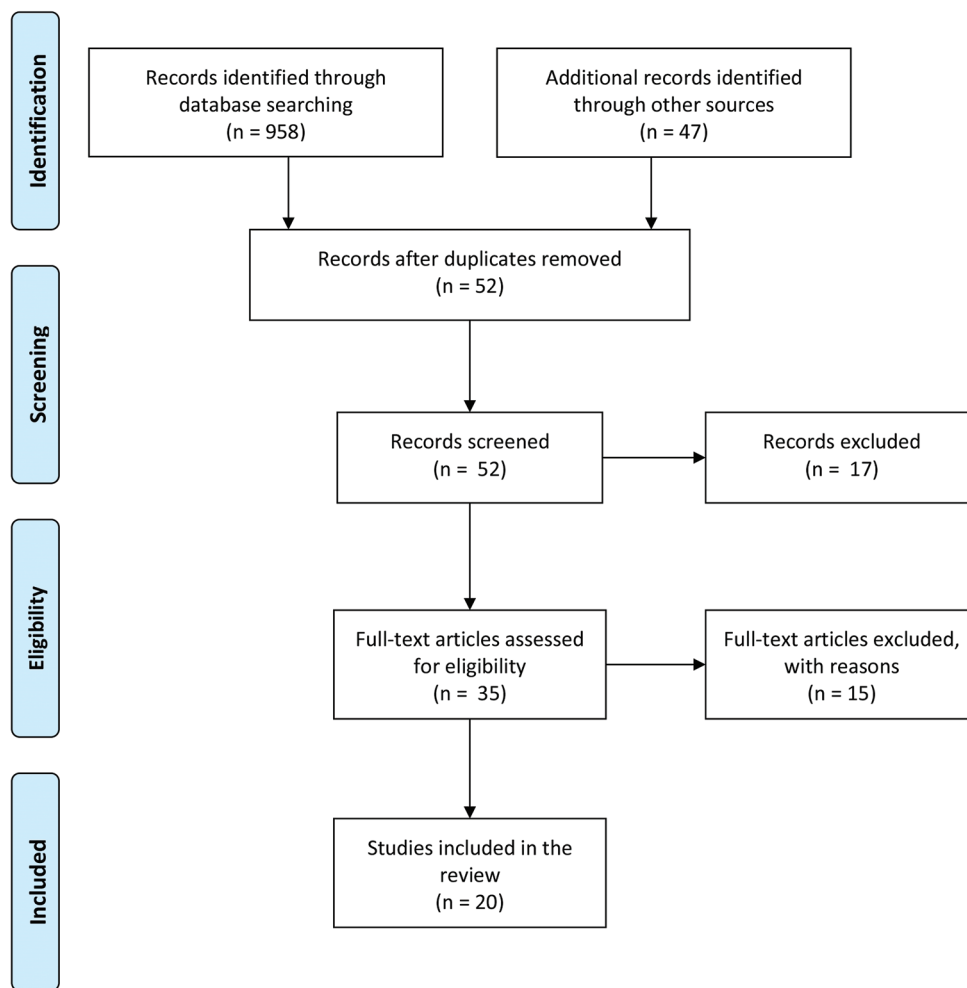 Identification
Records identified through
database searching
(n = 958)
Additional records identified
through other sources
(n = 47)
Records after duplicates removed
(n = 52)
Screening
Records screened
(n = 52)
Records excluded
(n = 17)
Eligibility
Full-text articles assessed
for eligibility
(n = 35)
Full-text articles excluded,
with reasons
(n = 15)
Included
Studies included in the
review
(n = 20)